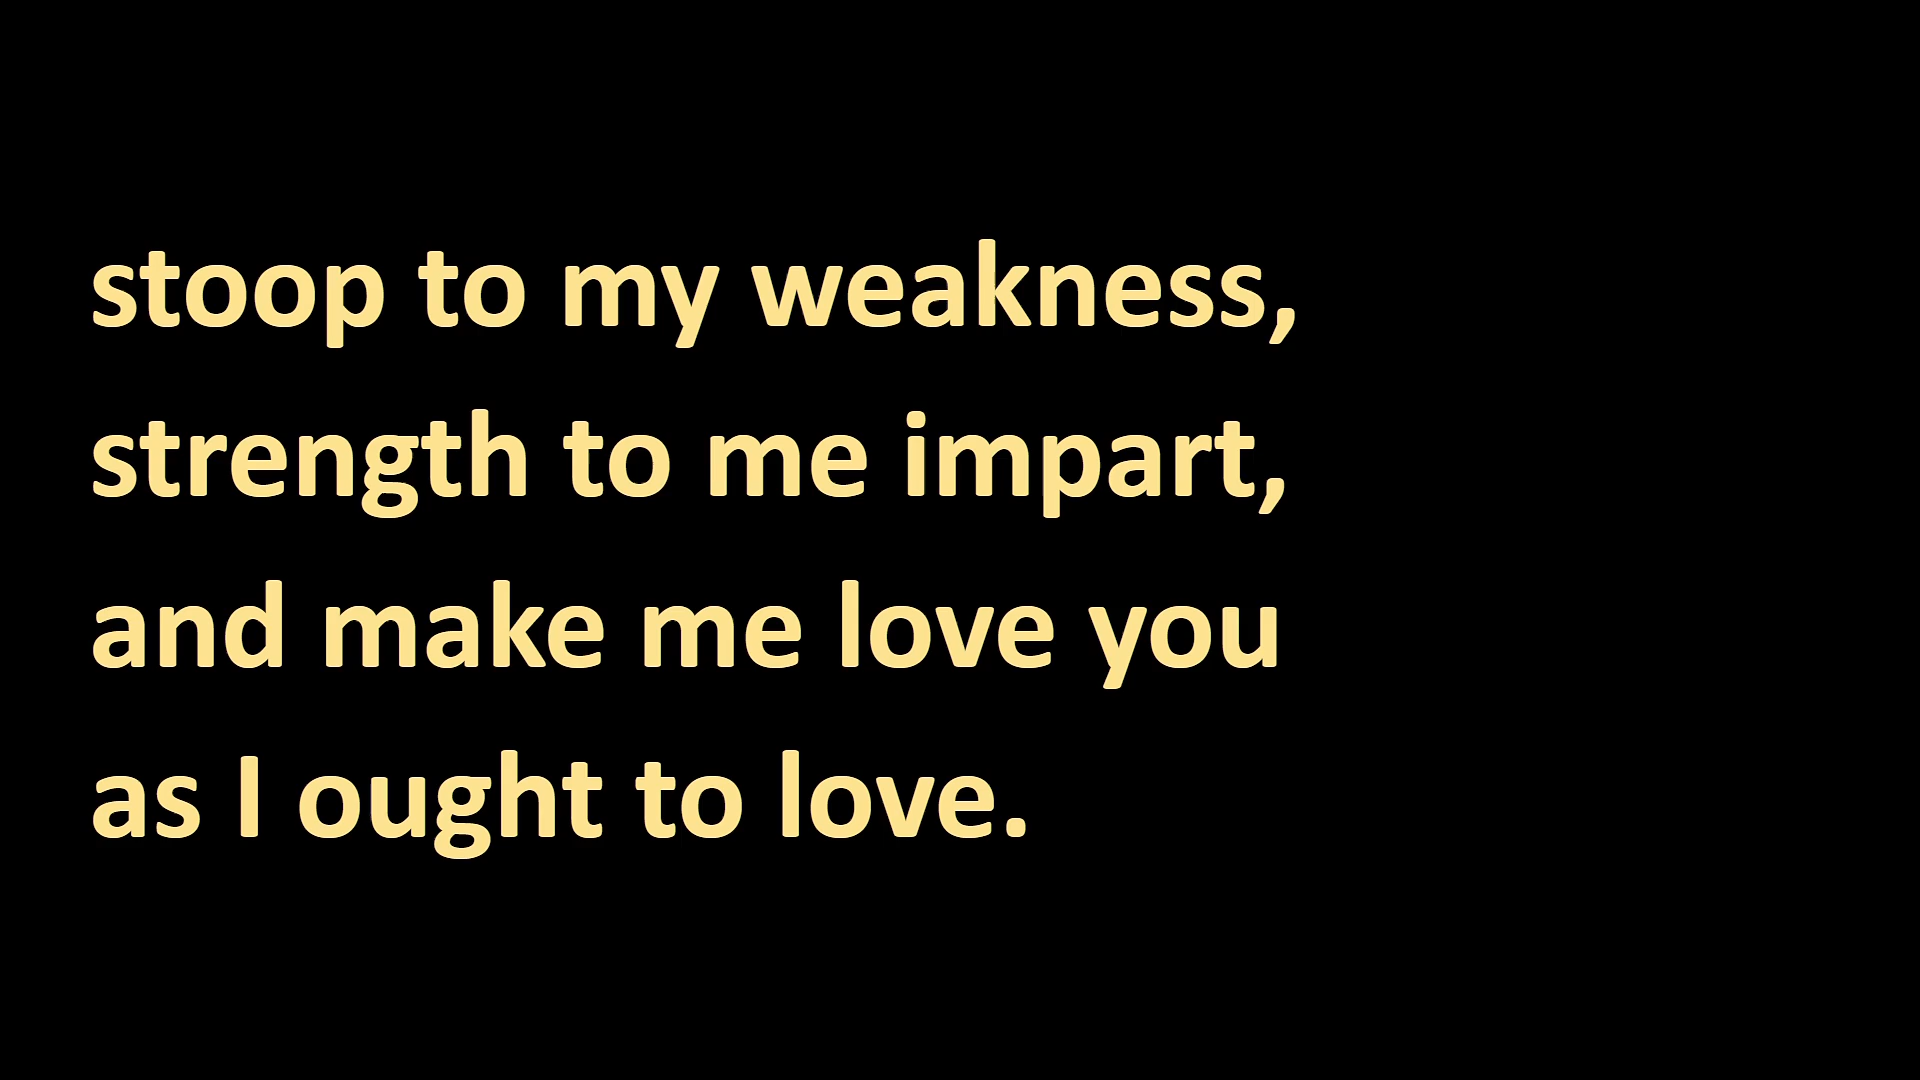 stoop to my weakness,
strength to me impart,
and make me love you
as I ought to love.